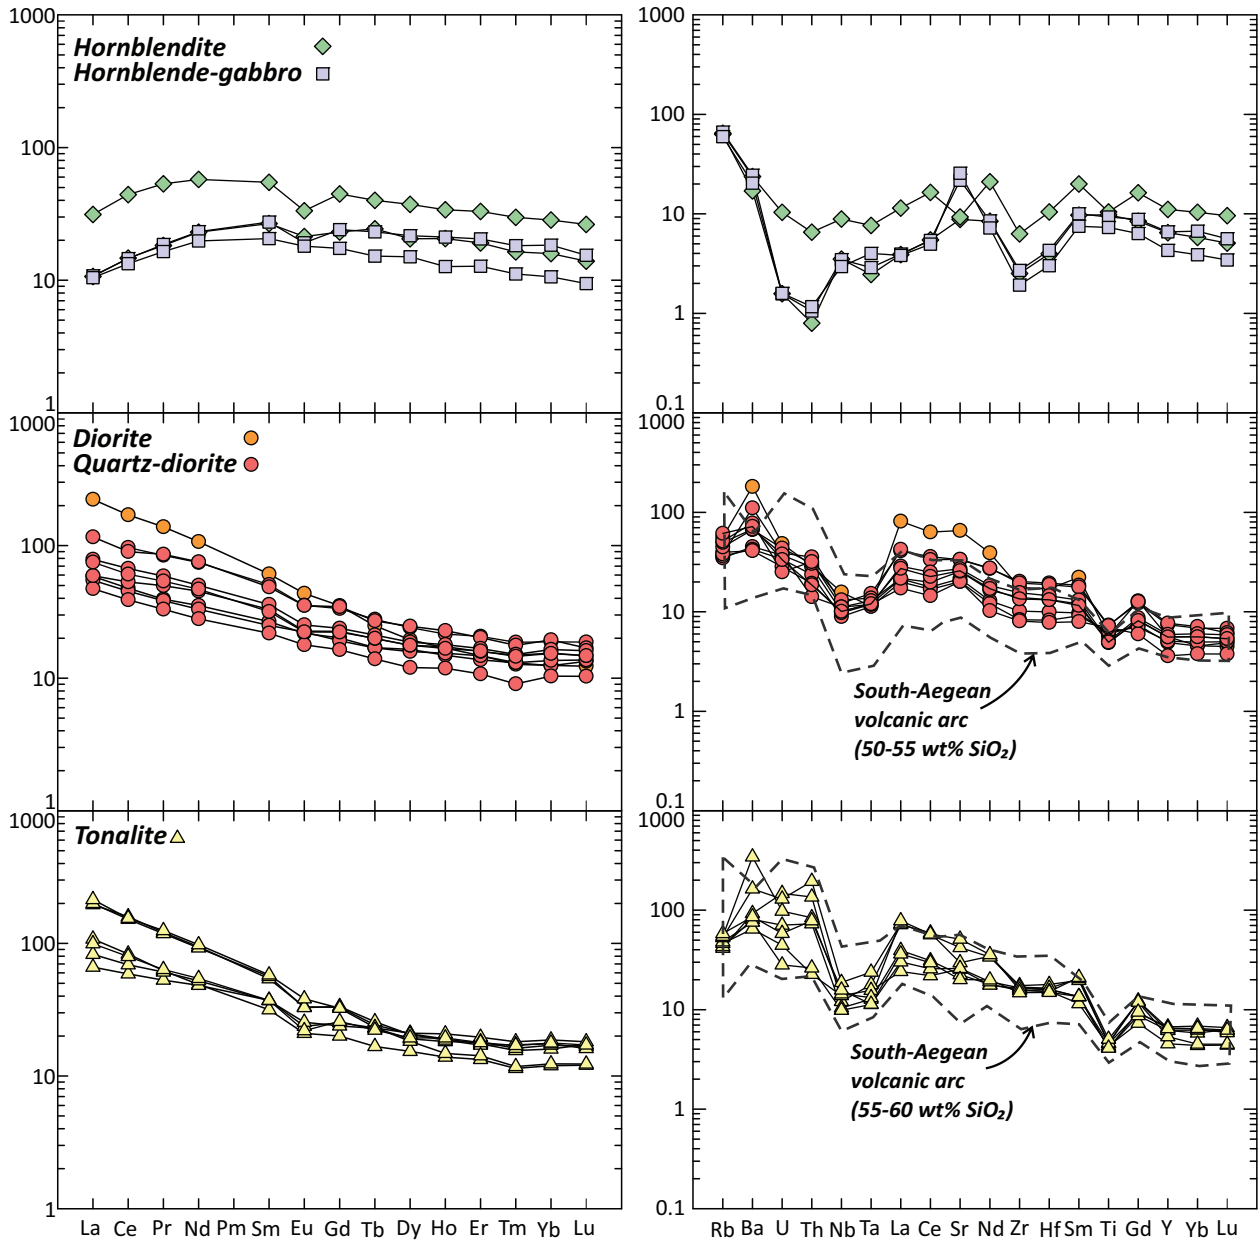 1000
100
10
1
Hornblendite
Hornblende-gabbro
1000
100
10
1
0.1
1000
100
10
1
Diorite
Quartz-diorite
1000
100
10
1
0.1
South-Aegean
volcanic arc
(50-55 wt% SiO₂)
1000
100
10
1
Tonalite
1000
100
10
1
0.1
South-Aegean
volcanic arc
(55-60 wt% SiO₂)
La Ce Pr Nd Pm Sm Eu Gd Tb Dy Ho Er Tm Yb Lu
Rb Ba U Th Nb Ta La Ce Sr Nd Zr Hf Sm Ti Gd Y Yb Lu